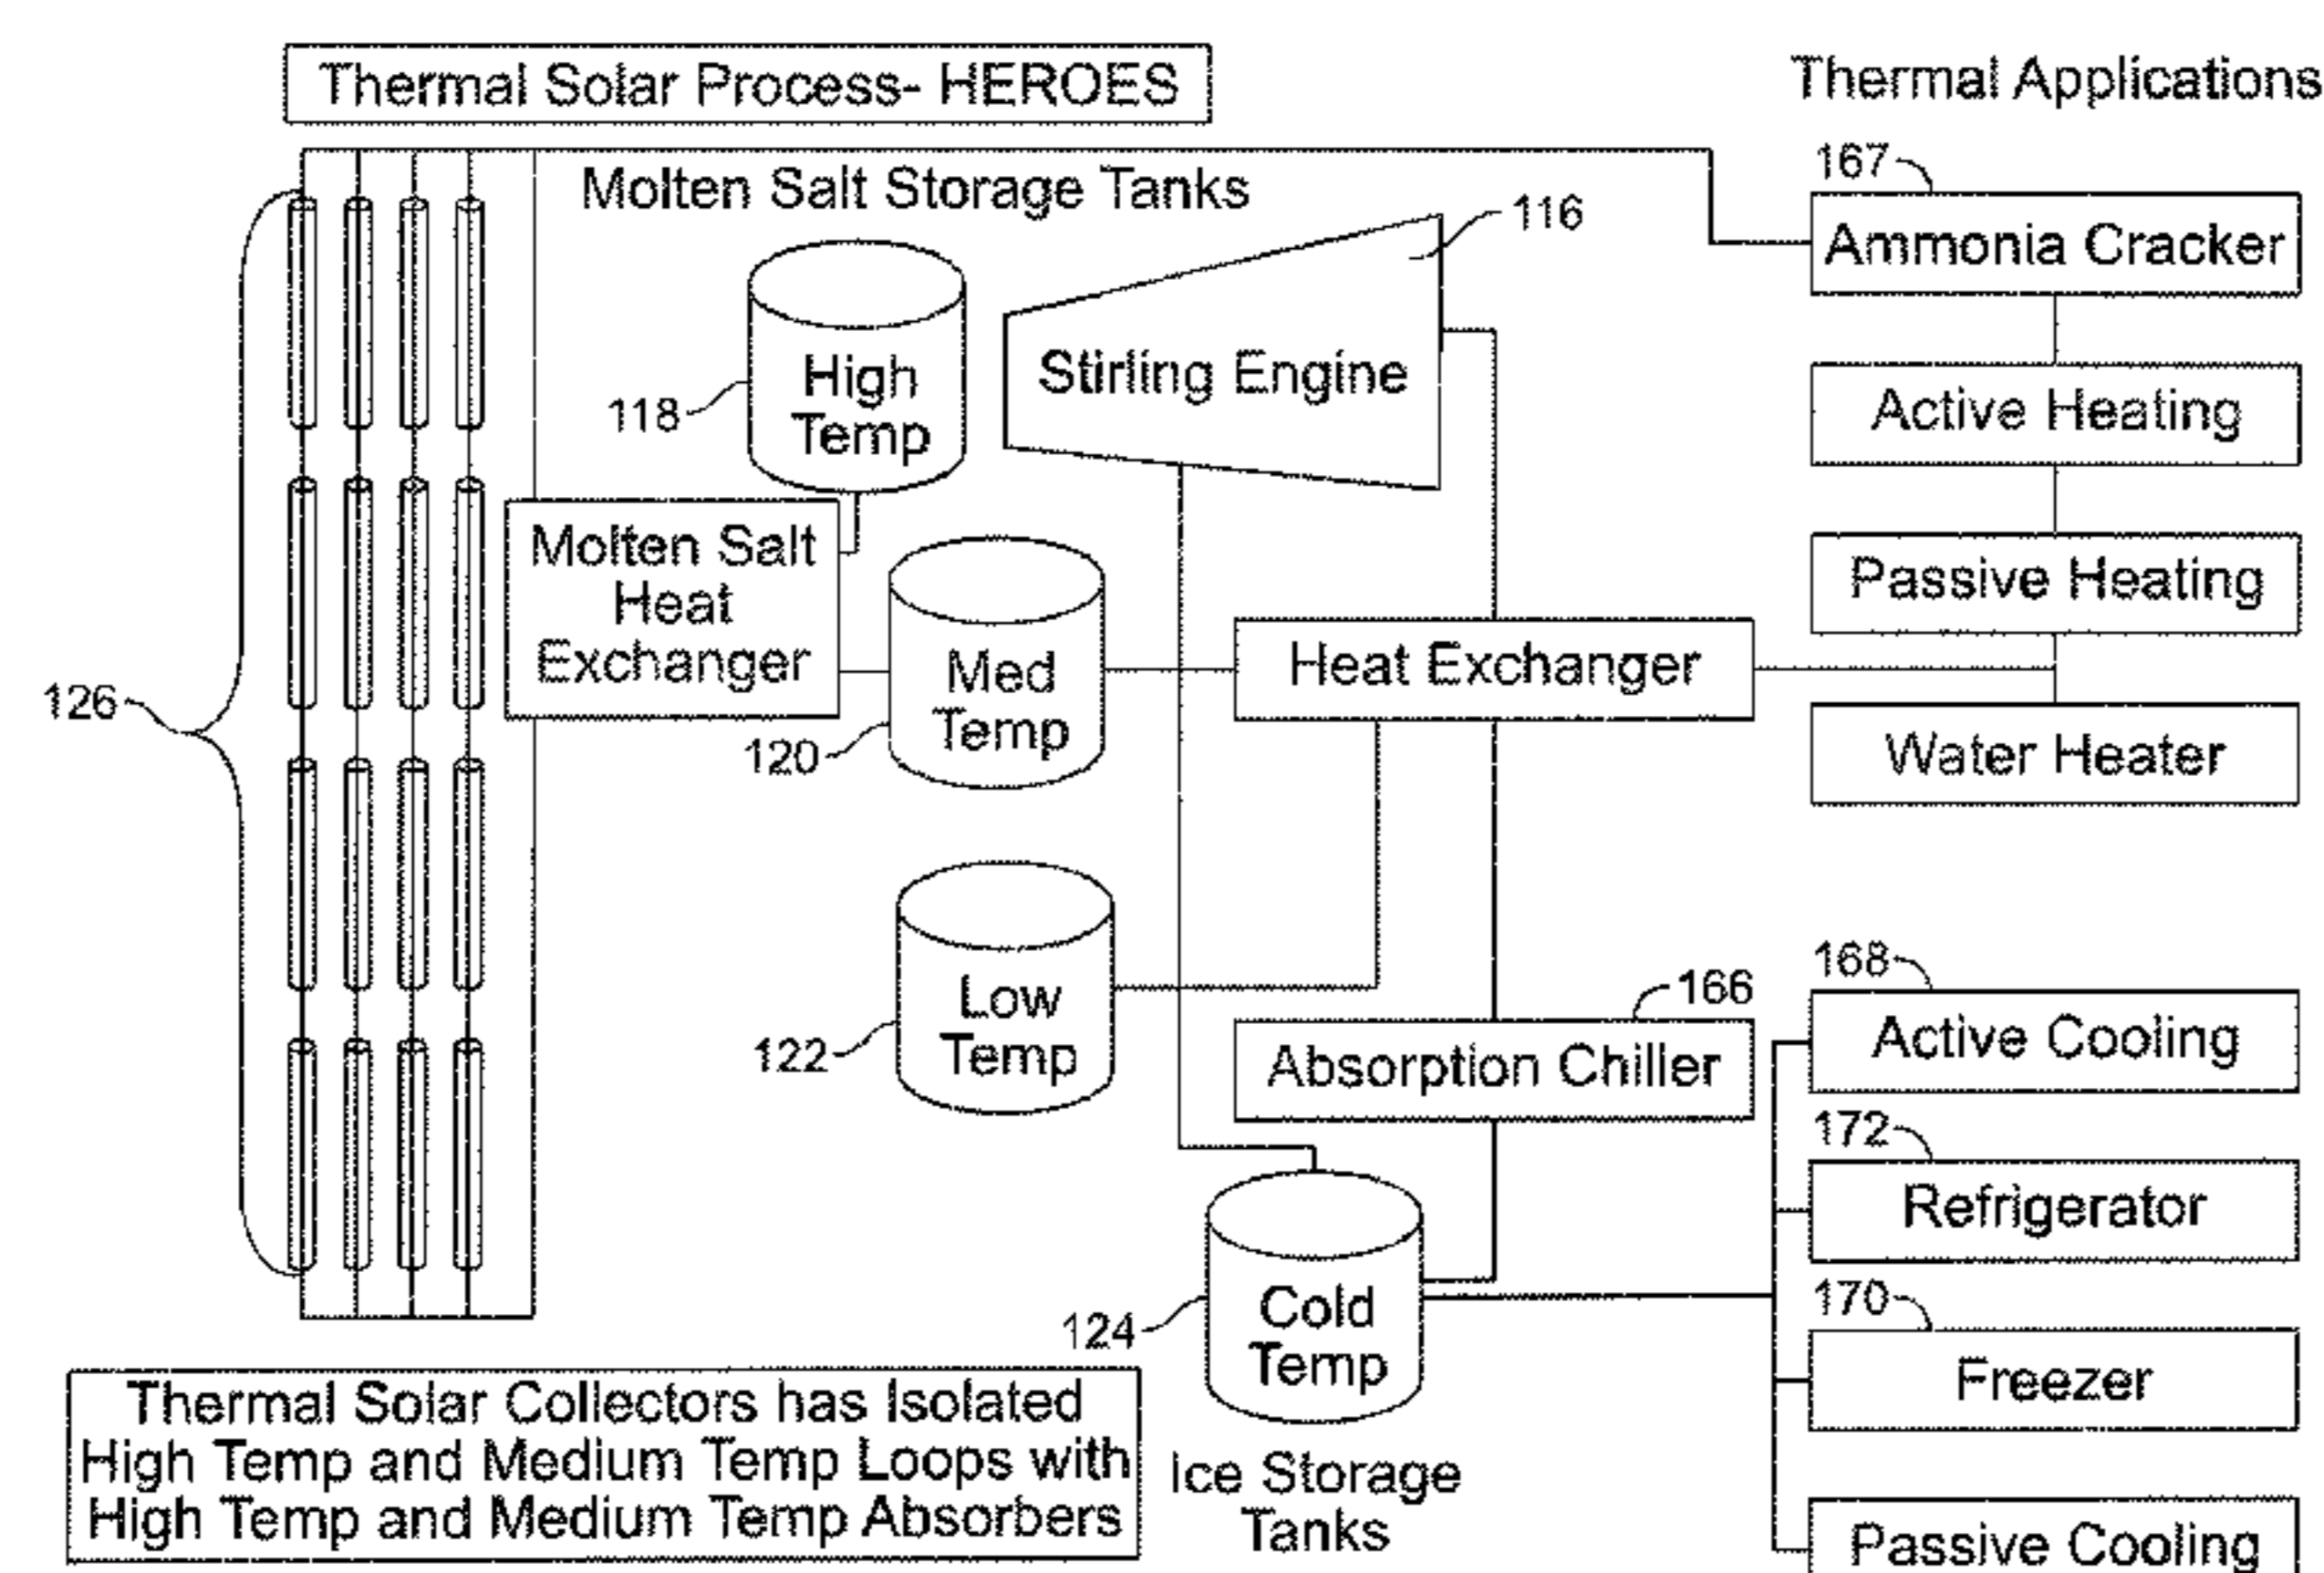 Thermal Solar Process- HEROES
Thermal Applications
Molten Salt Storage Tanks
167
Ammonia Cracker
116
Stirling Engine
High
Temp
118
Active Heating
Molten Salt
Heat
Exchanger
Passive Heating
126
Med
Temp
120
Heat Exchanger
Water Heater
Low
Temp
122
166
Absorption Chiller
168
Active Cooling
172
Refrigerator
170
Freezer
Passive Cooling
Cold
Temp
124
Ice Storage
Tanks
Thermal Solar Collectors has Isolated
High Temp and Medium Temp Loops with
High Temp and Medium Temp Absorbers